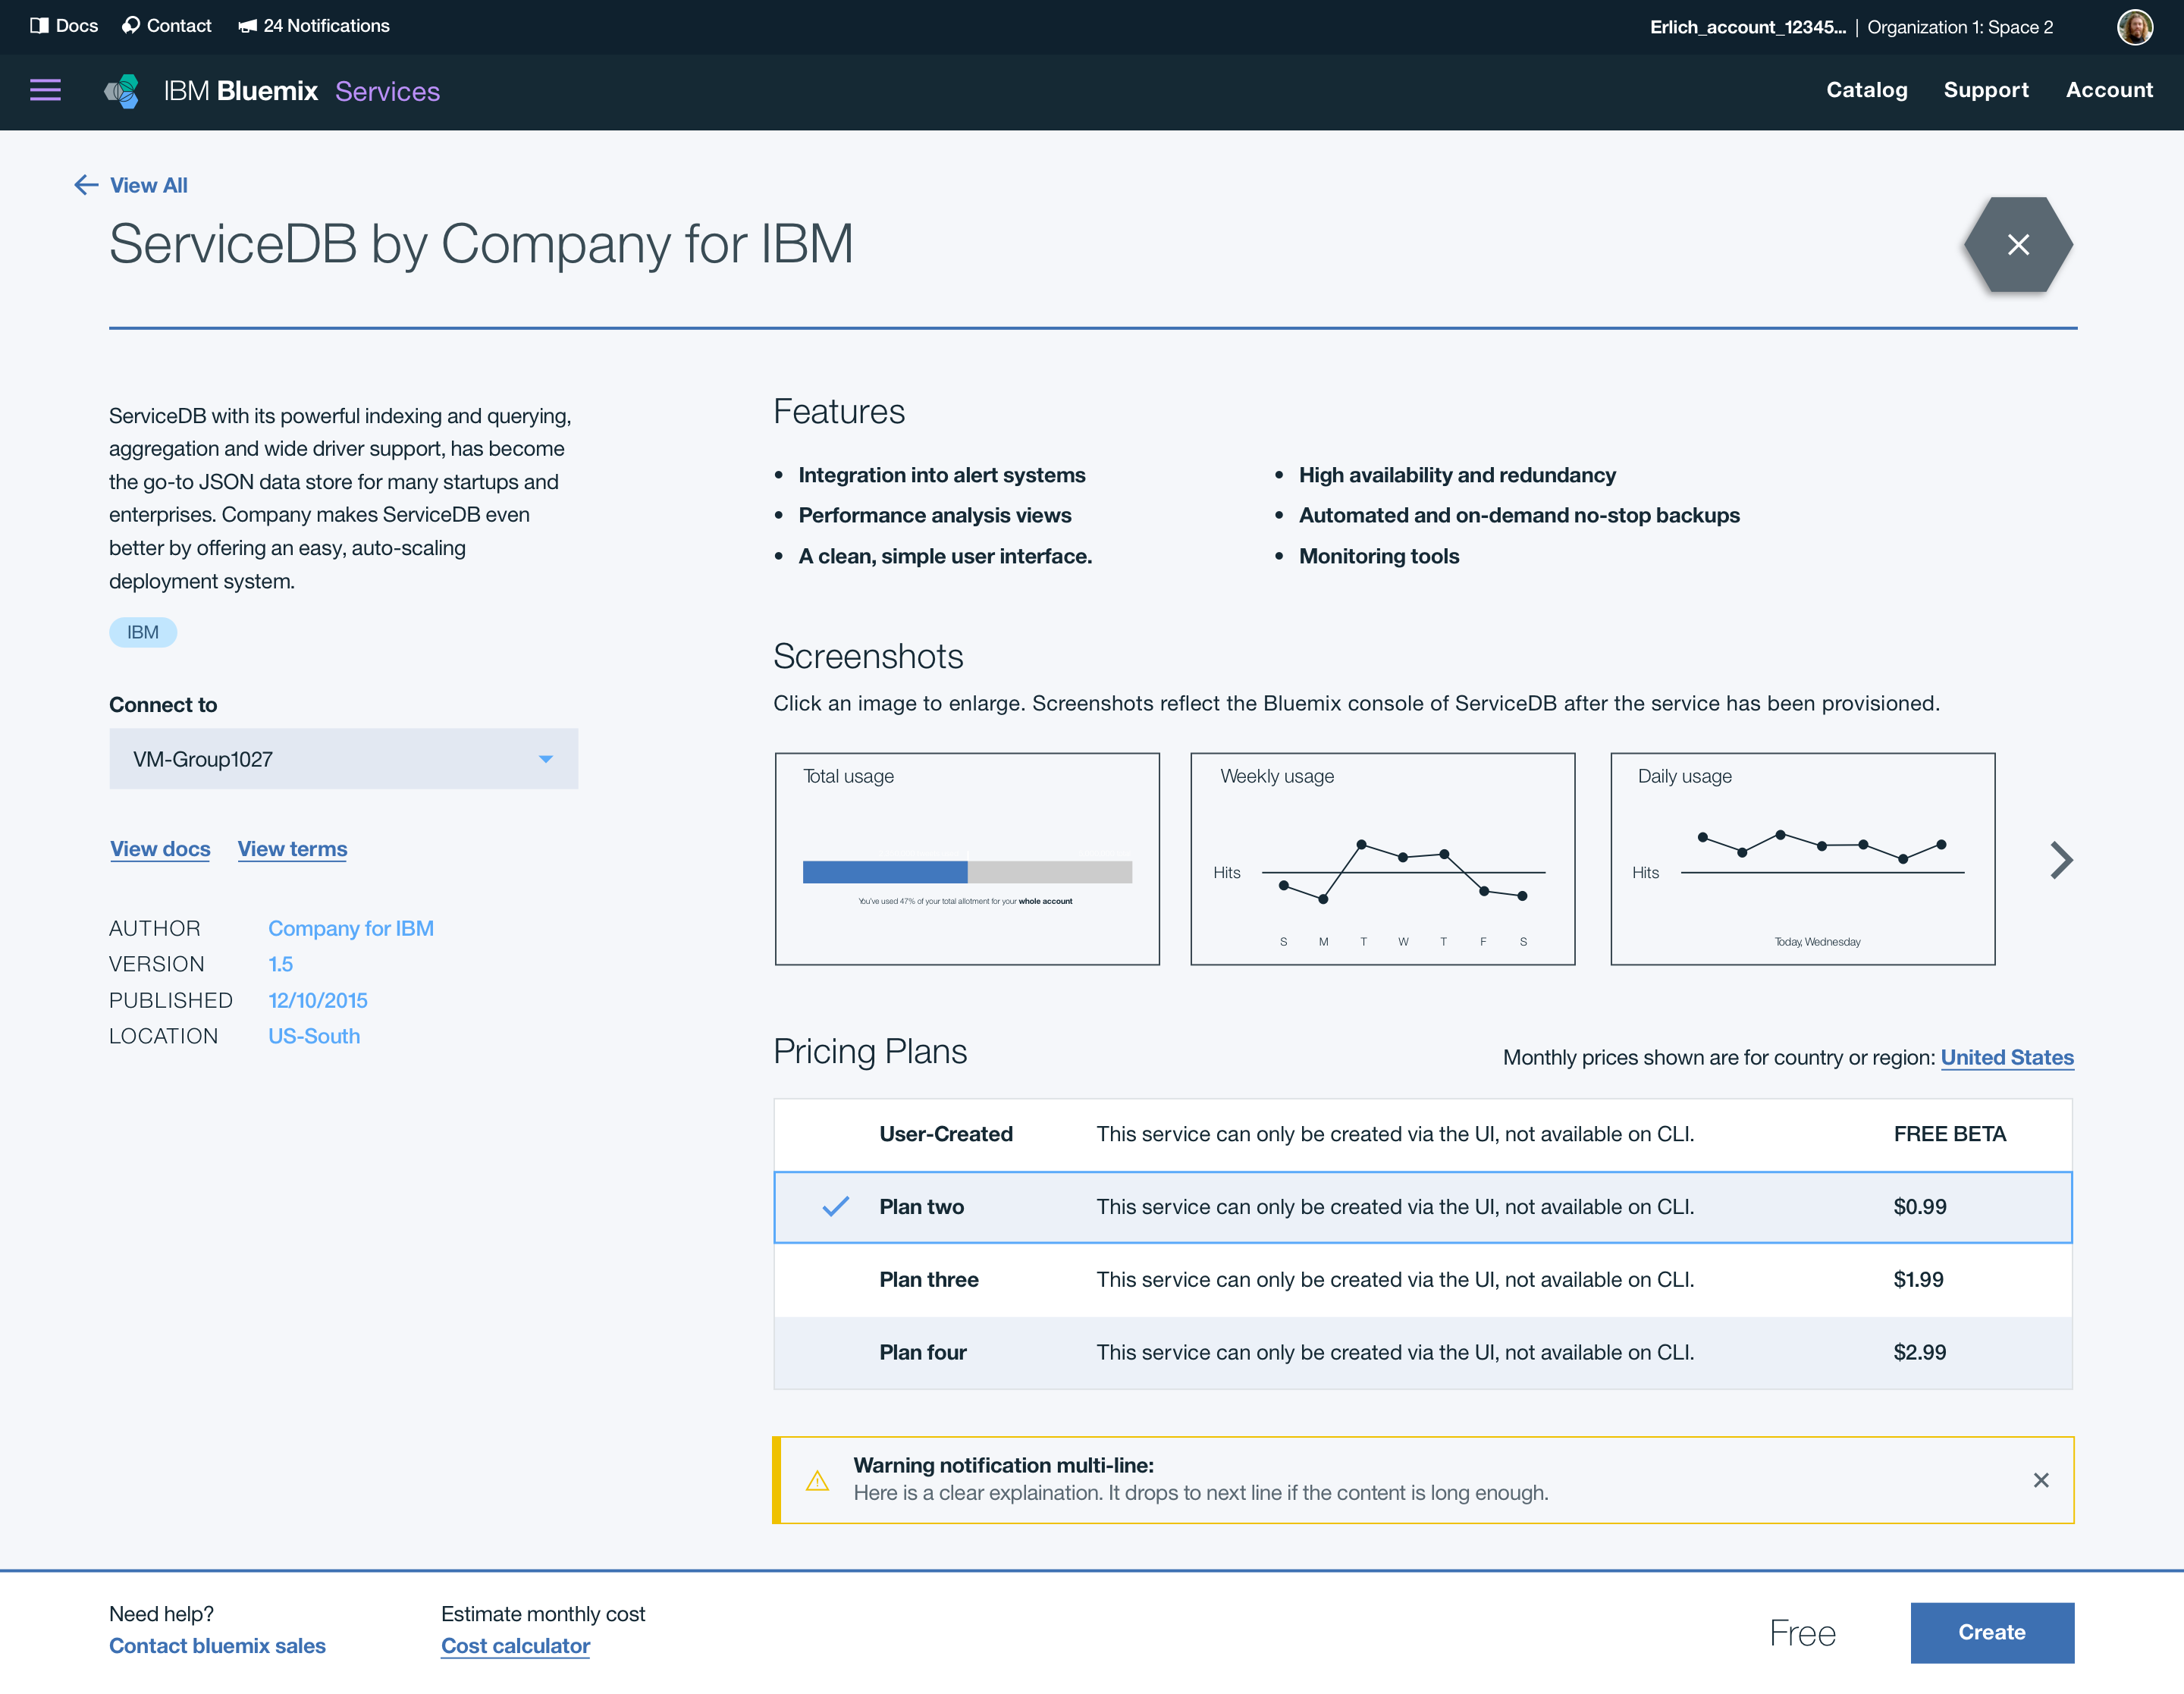 Docs Contact 24 Notifications Erlich_account_12345... | Organization 1: Space 2
IBM Bluemix Services Catalog Support Account
View All
ServiceDB by Company for IBM
ServiceDB with its powerful indexing and querying,
aggregation and wide driver support, has become
the go-to JSON data store for many startups and
enterprises. Company makes ServiceDB even
better by offering an easy, auto-scaling
deployment system.
IBM
Connect to
VM-Group1027
View docs View terms
AUTHOR Company for IBM
VERSION 1.5
PUBLISHED 12/10/2015
LOCATION US-South
Features
• Integration into alert systems
• Performance analysis views
• A clean, simple user interface.
• High availability and redundancy
• Automated and on-demand no-stop backups
• Monitoring tools
Screenshots
Click an image to enlarge. Screenshots reflect the Bluemix console of ServiceDB after the service has been provisioned.
Total usage
You've used 47% of your total allotment for your whole account
Weekly usage
Hits
S M T W T F S
Daily usage
Hits
Today, Wednesday
Pricing Plans
Monthly prices shown are for country or region: United States
User-Created This service can only be created via the UI, not available on CLI. FREE BETA
Plan two This service can only be created via the UI, not available on CLI. $0.99
Plan three This service can only be created via the UI, not available on CLI. $1.99
Plan four This service can only be created via the UI, not available on CLI. $2.99
Warning notification multi-line:
Here is a clear explaination. It drops to next line if the content is long enough.
Need help?
Contact bluemix sales
Estimate monthly cost
Cost calculator
Free
Create